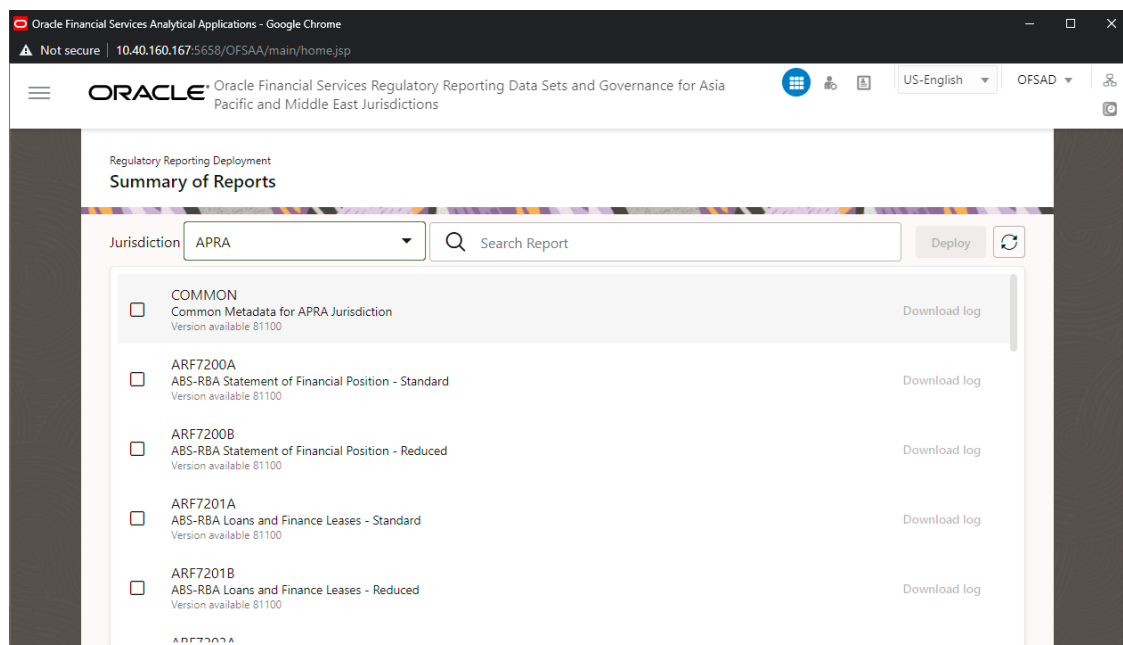 Oracle Financial Services Analytical Applications - Google Chrome
Not secure 10.40.160.167:5658/OFSAA/main/home.jsp
ORACLE Oracle Financial Services Regulatory Reporting Data Sets and Governance for Asia
Pacific and Middle East Jurisdictions
US-English
OFSAD
Regulatory Reporting Deployment
Summary of Reports
Jurisdiction APRA Search Report Deploy
COMMON
Common Metadata for APRA Jurisdiction Download log
Version available 81100
ARF7200A
ABS-RBA Statement of Financial Position - Standard Download log
Version available 81100
ARF7200B
ABS-RBA Statement of Financial Position - Reduced Download log
Version available 81100
ARF7201A
ABS-RBA Loans and Finance Leases - Standard Download log
Version available 81100
ARF7201B
ABS-RBA Loans and Finance Leases - Reduced Download log
Version available 81100